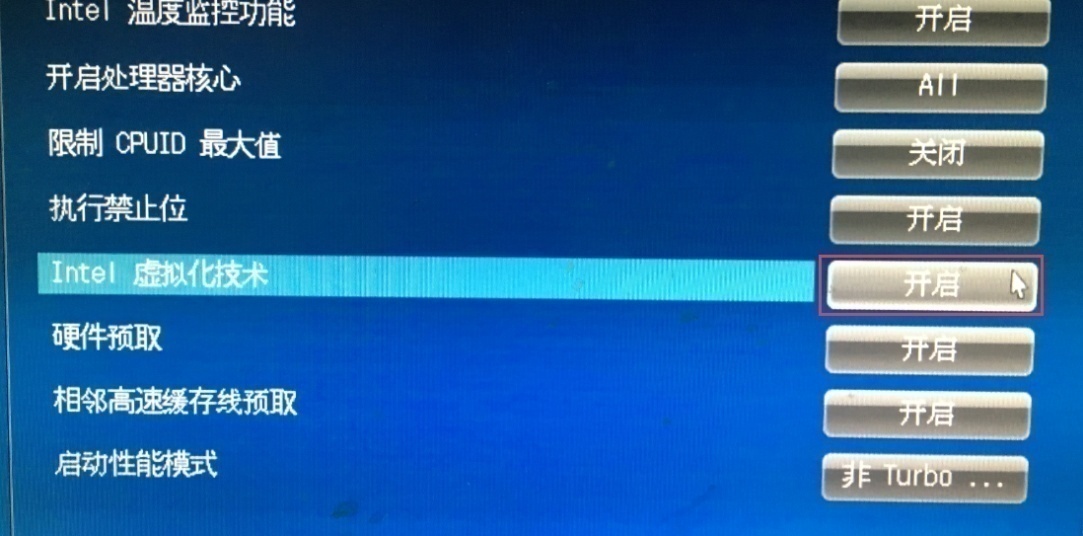 Intel 温度监控功能 开启
开启处理器核心 All
限制 CPUID 最大值 关闭
执行禁止位 开启
Intel 虚拟化技术 开启
硬件预取 开启
相邻高速缓存线预取 开启
启动性能模式 非 Turbo ...